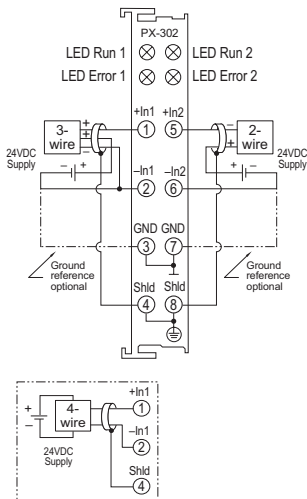 PX-302
LED Run 1 LED Run 2
LED Error 1 LED Error 2
+In1 +In2
3-wire + + – 1 5 – + 2-wire
24VDC Supply – + – + 24VDC Supply
–In1 –In2
2 6
GND GND
3 7
Ground reference optional Ground reference optional
Shld Shld
4 8
+In1
+ – 4-wire + – 1
–In1
24VDC Supply 2
Shld
4